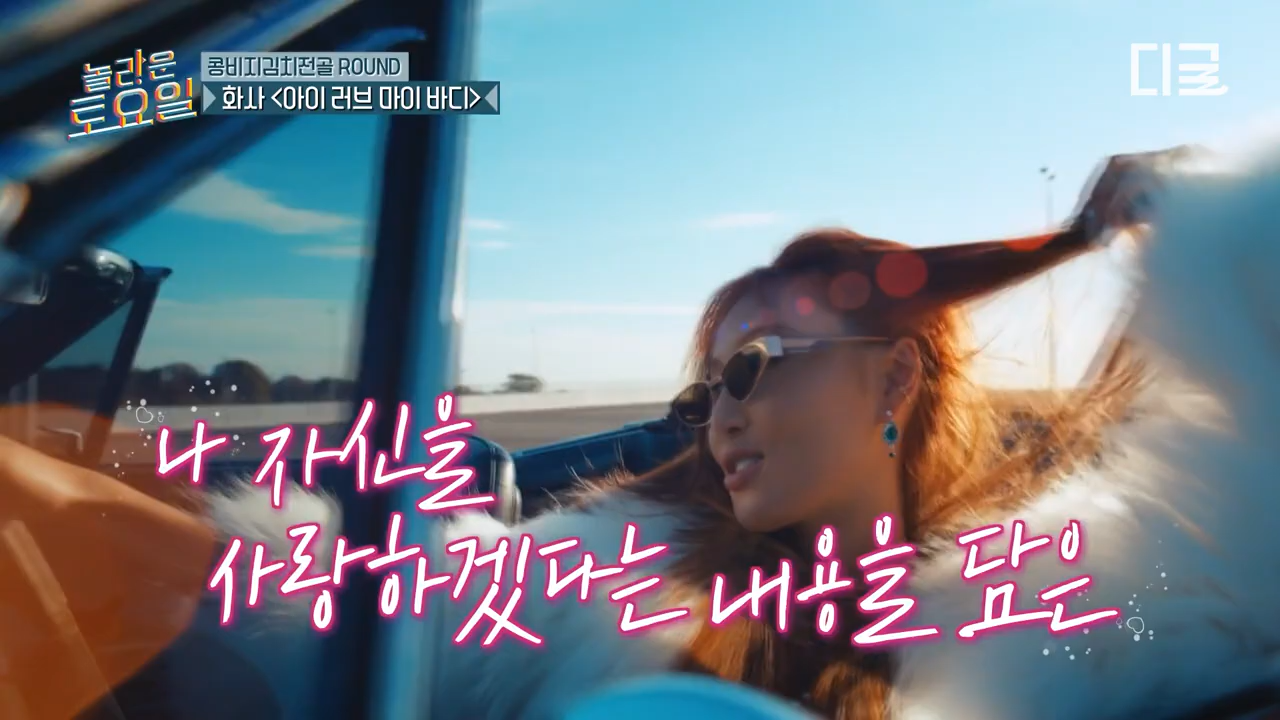 놀라운
토요일
콩비지김치전골 ROUND
화사 <아이 러브 마이 바디>
디글
나 자신을
사랑하겠다는 내용을 담은